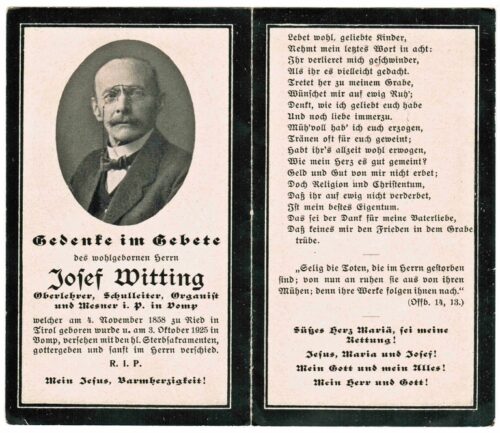 Gedenke im Gebete
des wohlgebornen Herrn
Josef Witting
Oberlehrer, Schulleiter, Organist
und Mesner i. P. in Vomp
welcher am 4. November 1858 zu Ried in
Tirol geboren wurde u. am 3. Oktober 1925 in
Vomp, versehen mit den hl. Sterbsakramenten,
gottergeben und sanft im Herrn verschied.
R. I. P.
Mein Jesus, Barmherzigkeit!
Lebet wohl, geliebte Kinder,
Nehmt mein letztes Wort in acht:
Ihr verlieret mich geschwinder,
Als ihr es vielleicht gedacht.
Tretet her zu meinem Grabe,
Wünschet mir auf ewig Ruh';
Denkt, wie ich geliebt euch habe
Und noch liebe immerzu.
Müh'voll hab' ich euch erzogen,
Tränen oft für euch geweint;
Habt ihr's allzeit wohl erwogen,
Wie mein Herz es gut gemeint?
Geld und Gut von mir nicht erbet;
Doch Religion und Christentum,
Daß ihr auf ewig nicht verderbet,
Ist mein bestes Eigentum.
Das sei der Dank für meine Vaterliebe,
Daß keines mir den Frieden in dem Grabe
trübe.
„Selig die Toten, die im Herrn gestorben
sind; von nun an ruhen sie aus von ihren
Mühen; denn ihre Werke folgen ihnen nach.“
(Offb. 14, 13.)
Süßes Herz Mariä, sei meine
Rettung!
Jesus, Maria und Josef!
Mein Gott und mein Alles!
Mein Herr und Gott!